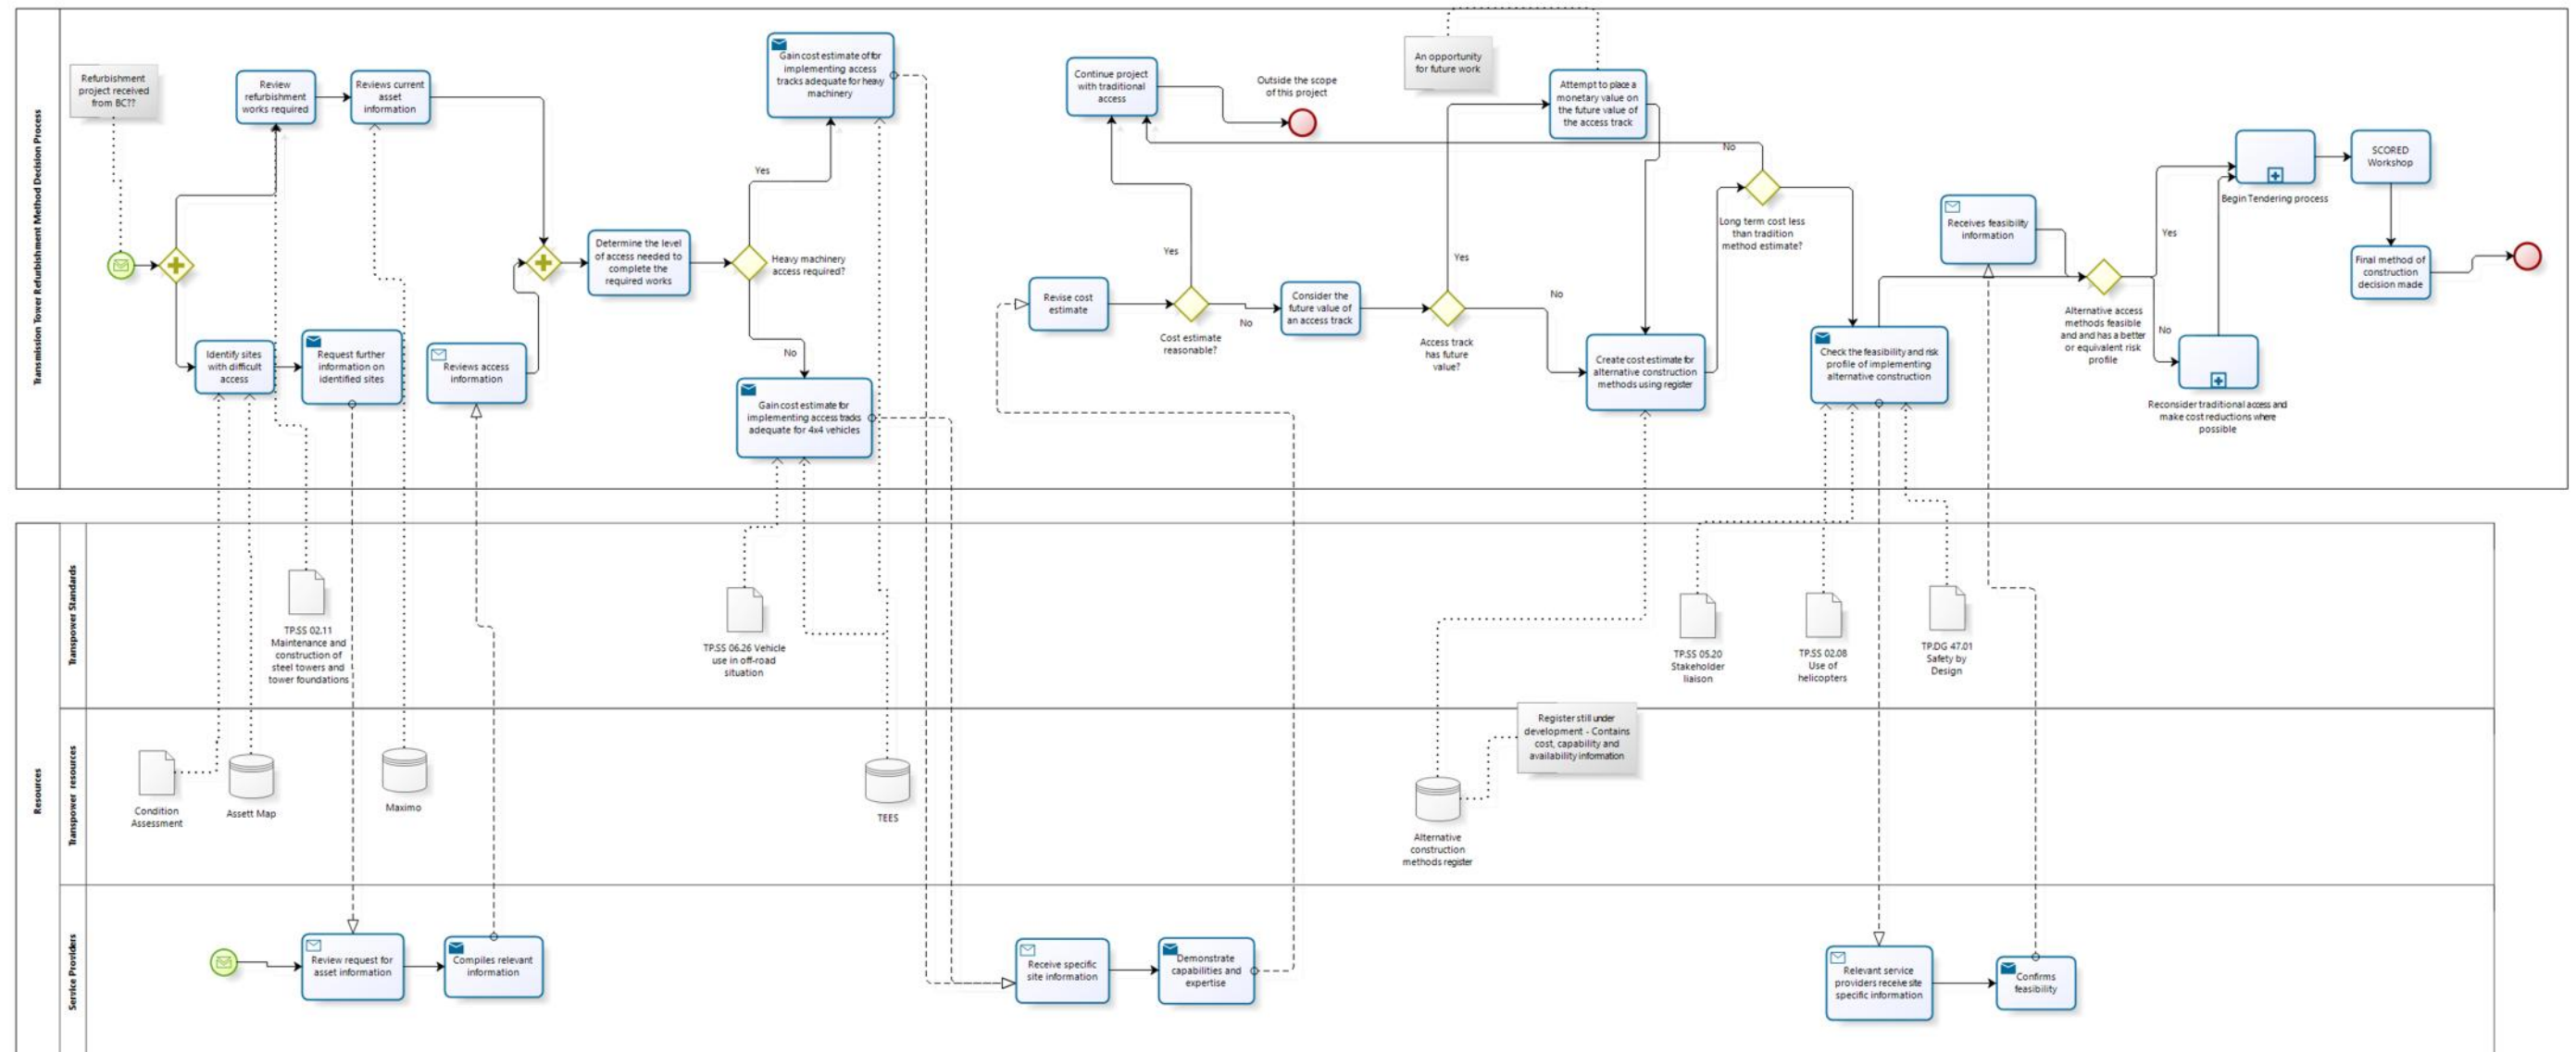 Transmission Tower Refurbishment Method Decision Process
Refurbishment
project received
from BC??
Review
refurbishment
works required
Reviews current
asset
information
Identify sites
with difficult
access
Request further
information on
identified sites
Reviews access
information
Determine the level
of access needed to
complete the
required works
Heavy machinery
access required?
Yes
No
Gain cost estimate offor
implementing access
tracks adequate for heavy
machinery
Gain cost estimate for
implementing access tracks
adequate for 4x4 vehicles
Continue project
with traditional
access
Outside the scope
of this project
Revise cost
estimate
Yes
Cost estimate
reasonable?
No
Consider the
future value of
an access track
An opportunity
for future work
Yes
Access track
has future
value?
No
Attempt to place a
monetary value on
the future value of
the access track
Create cost estimate for
alternative construction
methods using register
No
Long term cost less
than tradition
method estimate?
Check the feasibility and risk
profile of implementing
alternative construction
Receives feasibility
information
Alternative access
methods feasible
and and has a better
or equivalent risk
profile
Yes
No
Begin Tendering process
Reconsider traditional access and
make cost reductions where
possible
SCORED
Workshop
Final method of
construction
decision made
Resources
Transpower Standards
TP.SS 02.11
Maintenance and
construction of
steel towers and
tower foundations
TP.SS 06.26 Vehicle
use in off-road
situation
TP.SS 05.20
Stakeholder
liaison
TP.SS 02.08
Use of
helicopters
TP.DG 47.01
Safety by
Design
Transpower resources
Condition
Assessment
Assett Map
Maximo
TEES
Alternative
construction
methods register
Register still under
development - Contains
cost, capability and
availability information
Service Providers
Review request for
asset information
Compiles relevant
information
Receive specific
site information
Demonstrate
capabilities and
expertise
Relevant service
providers receive site
specific information
Confirms
feasibility